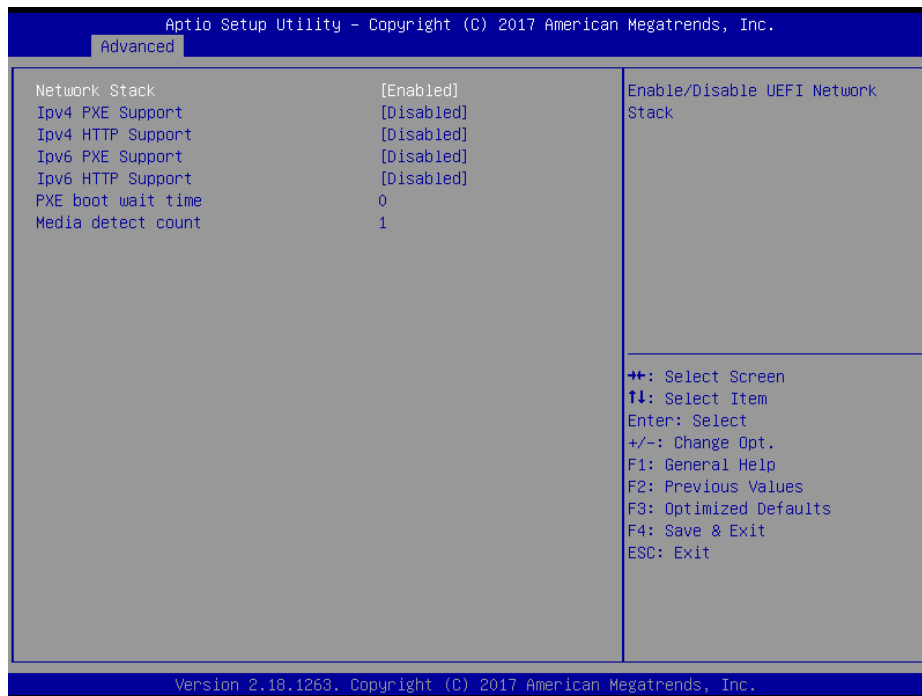 Aptio Setup Utility – Copyright (C) 2017 American Megatrends, Inc.
Advanced
Network Stack [Enabled]
Ipv4 PXE Support [Disabled]
Ipv4 HTTP Support [Disabled]
Ipv6 PXE Support [Disabled]
Ipv6 HTTP Support [Disabled]
PXE boot wait time 0
Media detect count 1
Enable/Disable UEFI Network
Stack
→←: Select Screen
↑↓: Select Item
Enter: Select
+/-: Change Opt.
F1: General Help
F2: Previous Values
F3: Optimized Defaults
F4: Save & Exit
ESC: Exit
Version 2.18.1263. Copyright (C) 2017 American Megatrends, Inc.